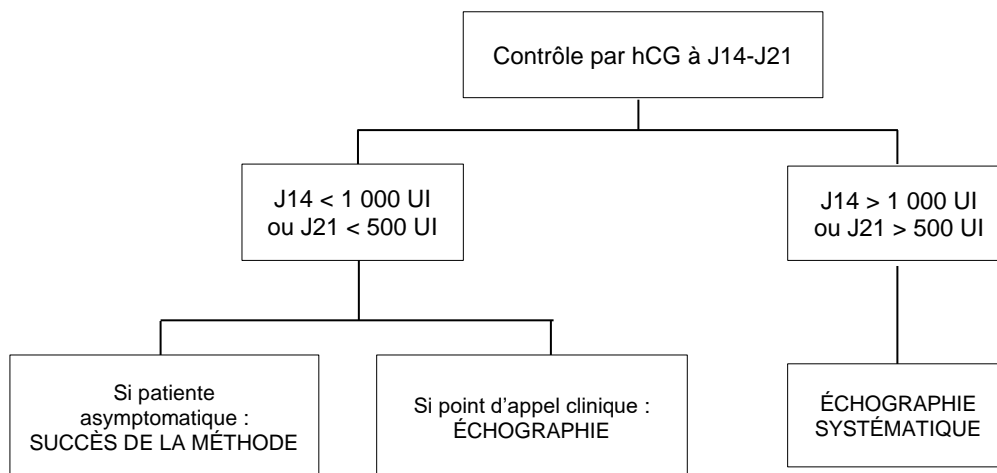 Contrôle par hCG à J14-J21
J14 < 1 000 UI
ou J21 < 500 UI
J14 > 1 000 UI
ou J21 > 500 UI
Si patiente
asymptomatique :
SUCCÈS DE LA MÉTHODE
Si point d’appel clinique :
ÉCHOGRAPHIE
ÉCHOGRAPHIE
SYSTÉMATIQUE